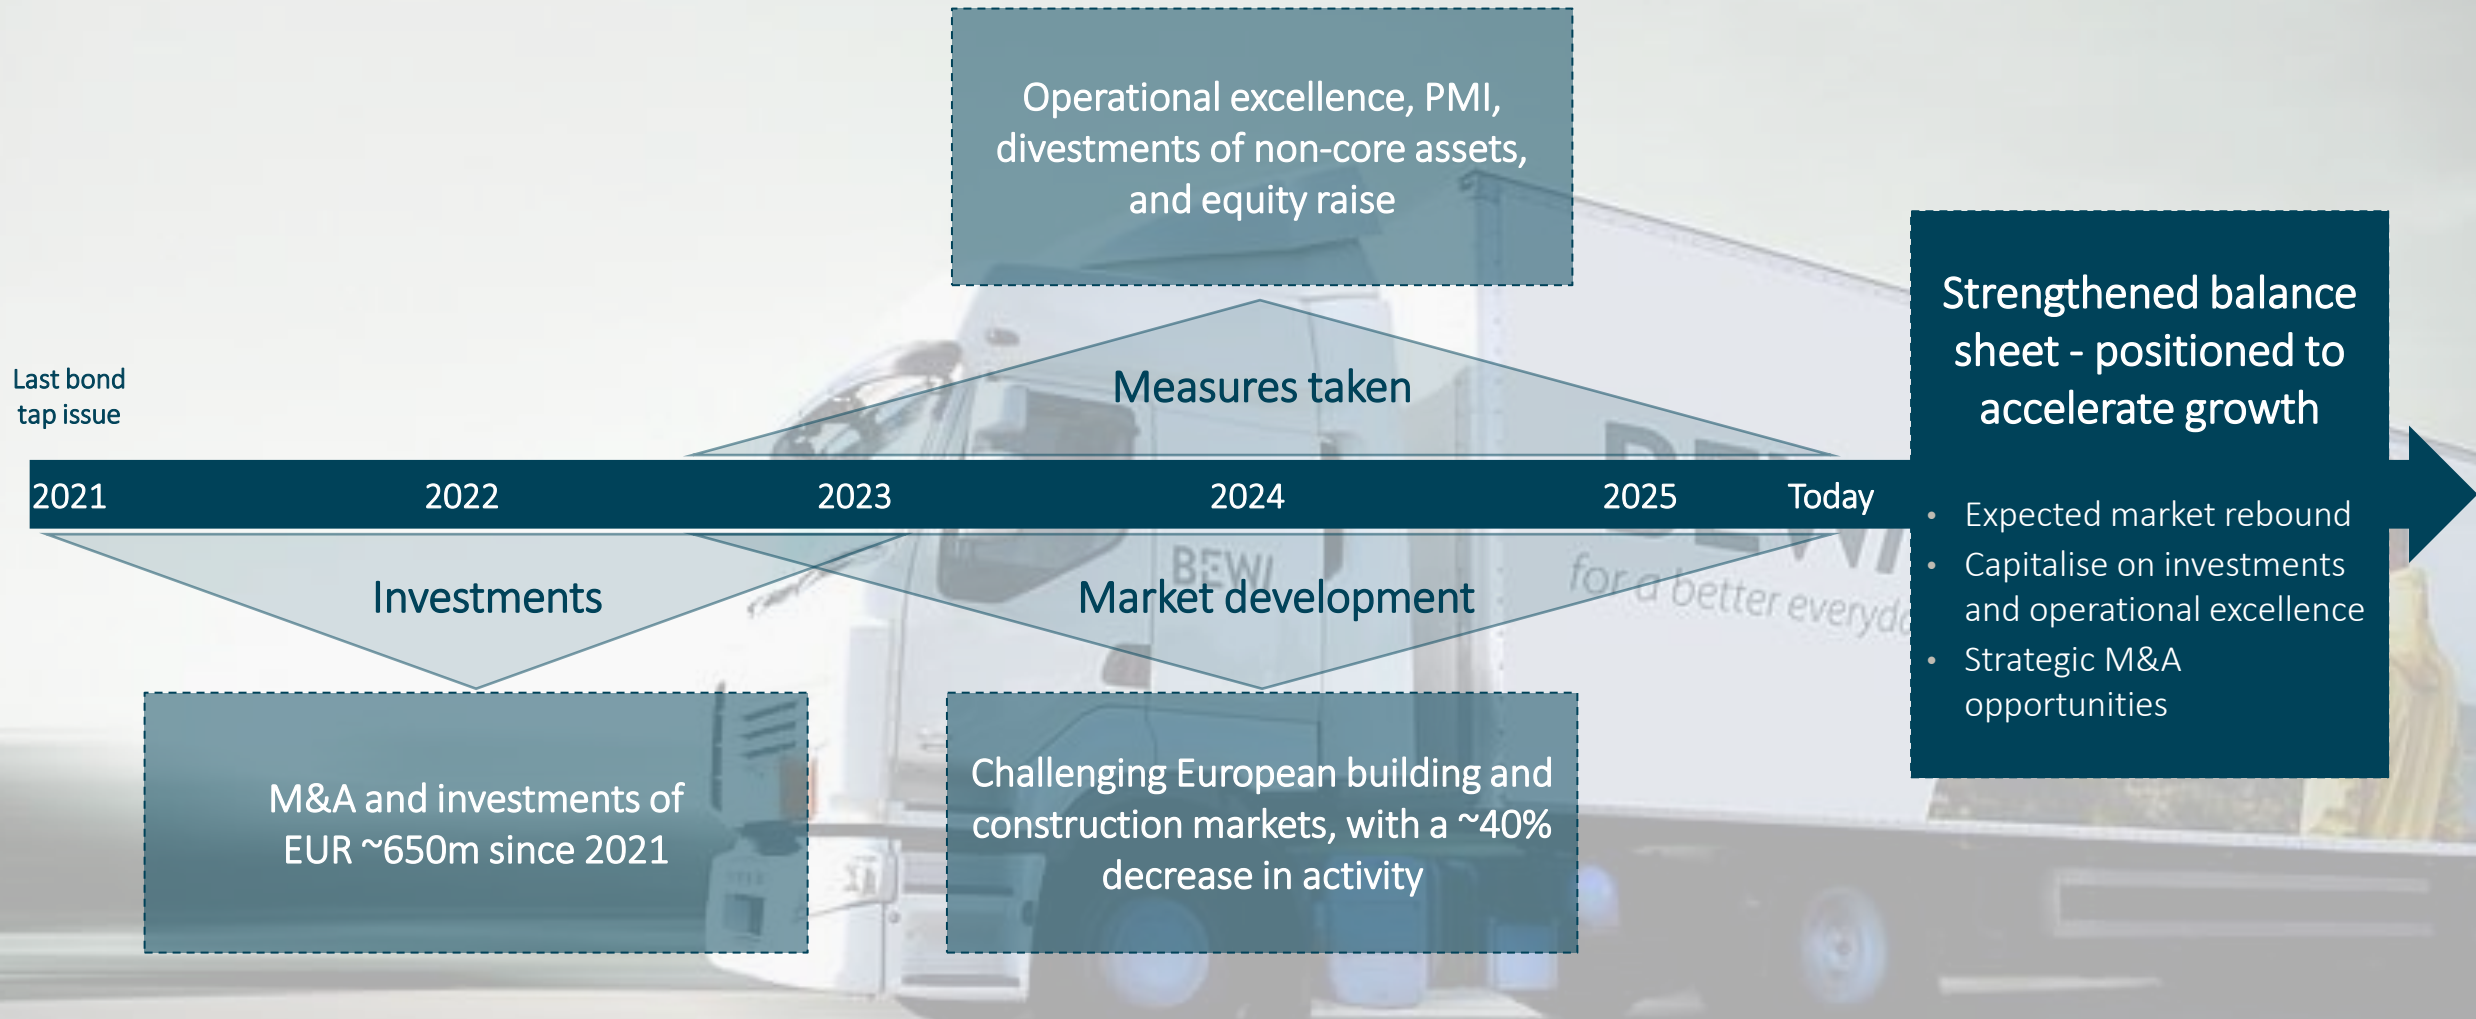 Operational excellence, PMI,
divestments of non-core assets,
and equity raise
Measures taken
Last bond
tap issue
2021
2022
2023
2024
2025
Today
Investments
M&A and investments of
EUR ~650m since 2021
Market development
Challenging European building and
construction markets, with a ~40%
decrease in activity
Strengthened balance
sheet - positioned to
accelerate growth
• Expected market rebound
• Capitalise on investments
and operational excellence
• Strategic M&A
opportunities
BEWI
BEWI
for a better everyda